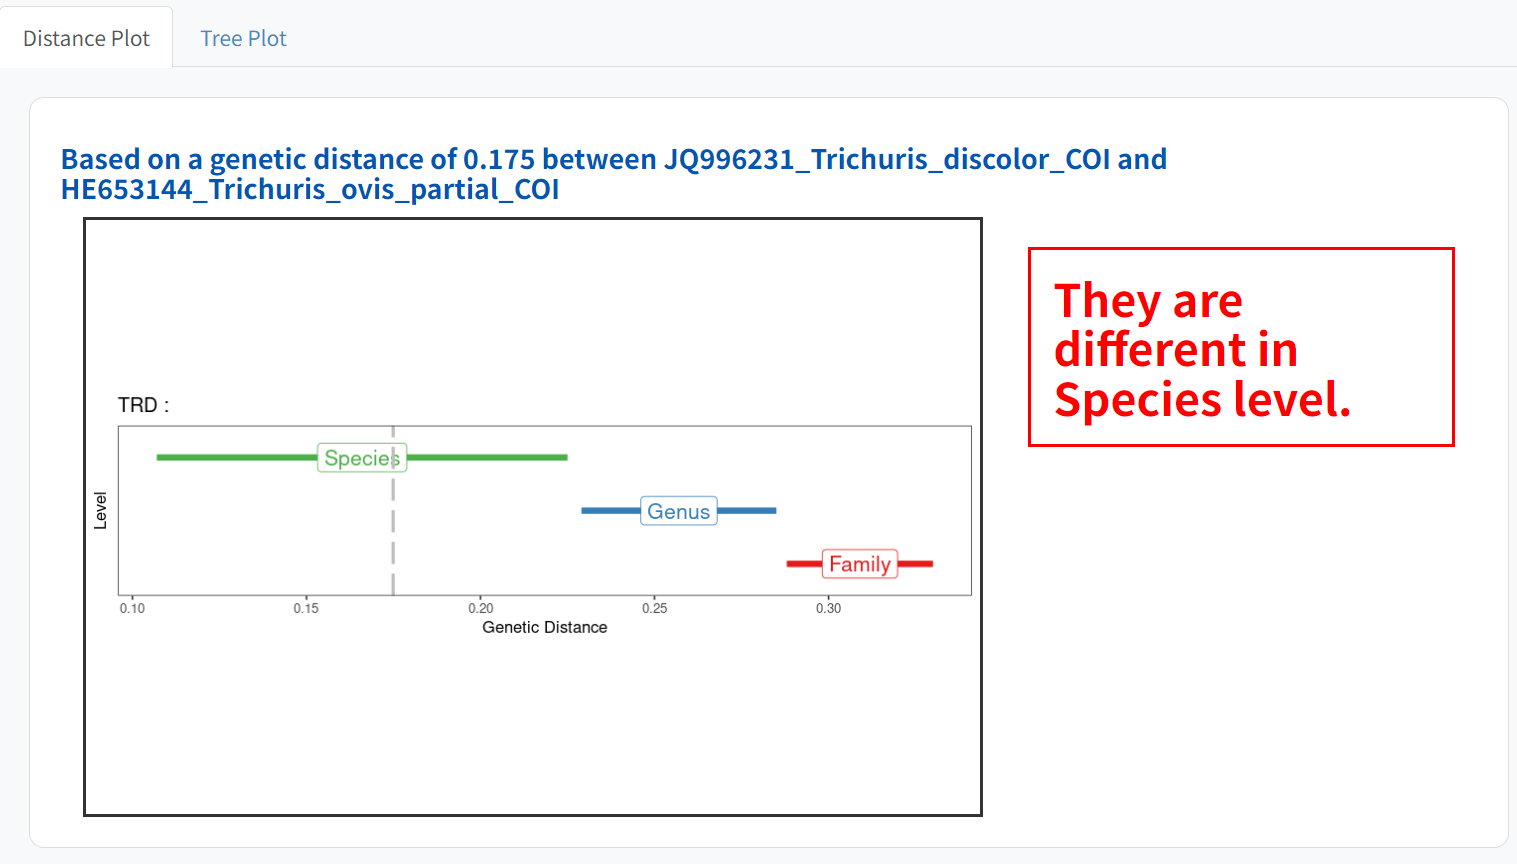 Distance Plot Tree Plot
Based on a genetic distance of 0.175 between JQ996231_Trichuris_discolor_COI and
HE653144_Trichuris_ovis_partial_COI
They are
different in
Species level.
TRD :
Species
Genus
Family
Level
0.10 0.15 0.20 0.25 0.30
Genetic Distance